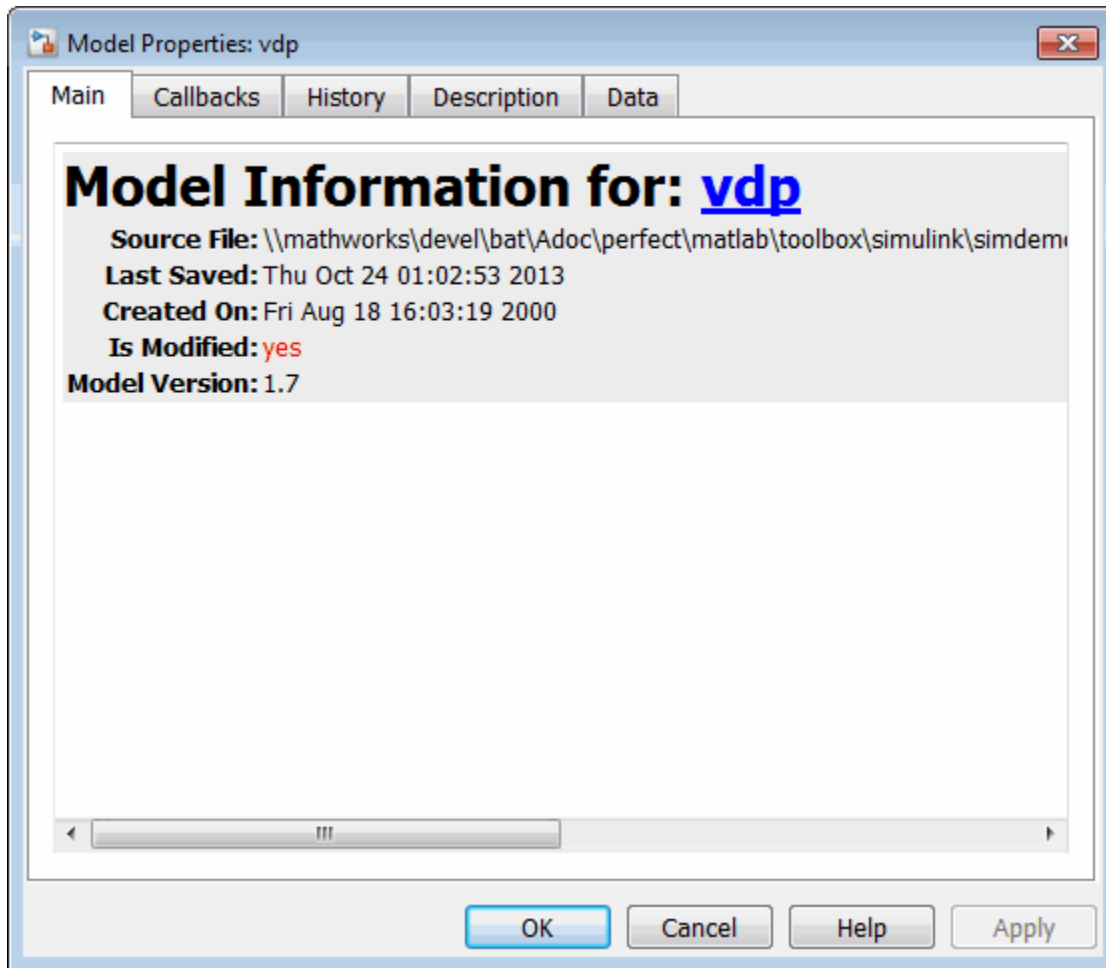 Model Properties: vdp
Main Callbacks History Description Data
Model Information for: vdp
Source File: \\mathworks\devel\bat\Adoc\perfect\matlab\toolbox\simulink\simdem
Last Saved: Thu Oct 24 01:02:53 2013
Created On: Fri Aug 18 16:03:19 2000
Is Modified: yes
Model Version: 1.7
OK Cancel Help Apply